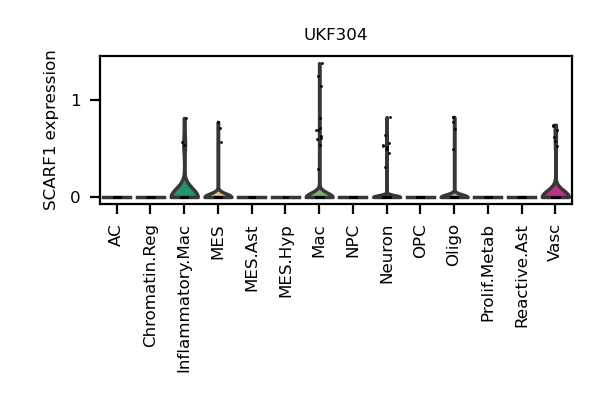 UKF304
SCARF1 expression
1
0
AC
Chromatin.Reg
Inflammatory.Mac
MES
MES.Ast
MES.Hyp
Mac
NPC
Neuron
OPC
Oligo
Prolif.Metab
Reactive.Ast
Vasc